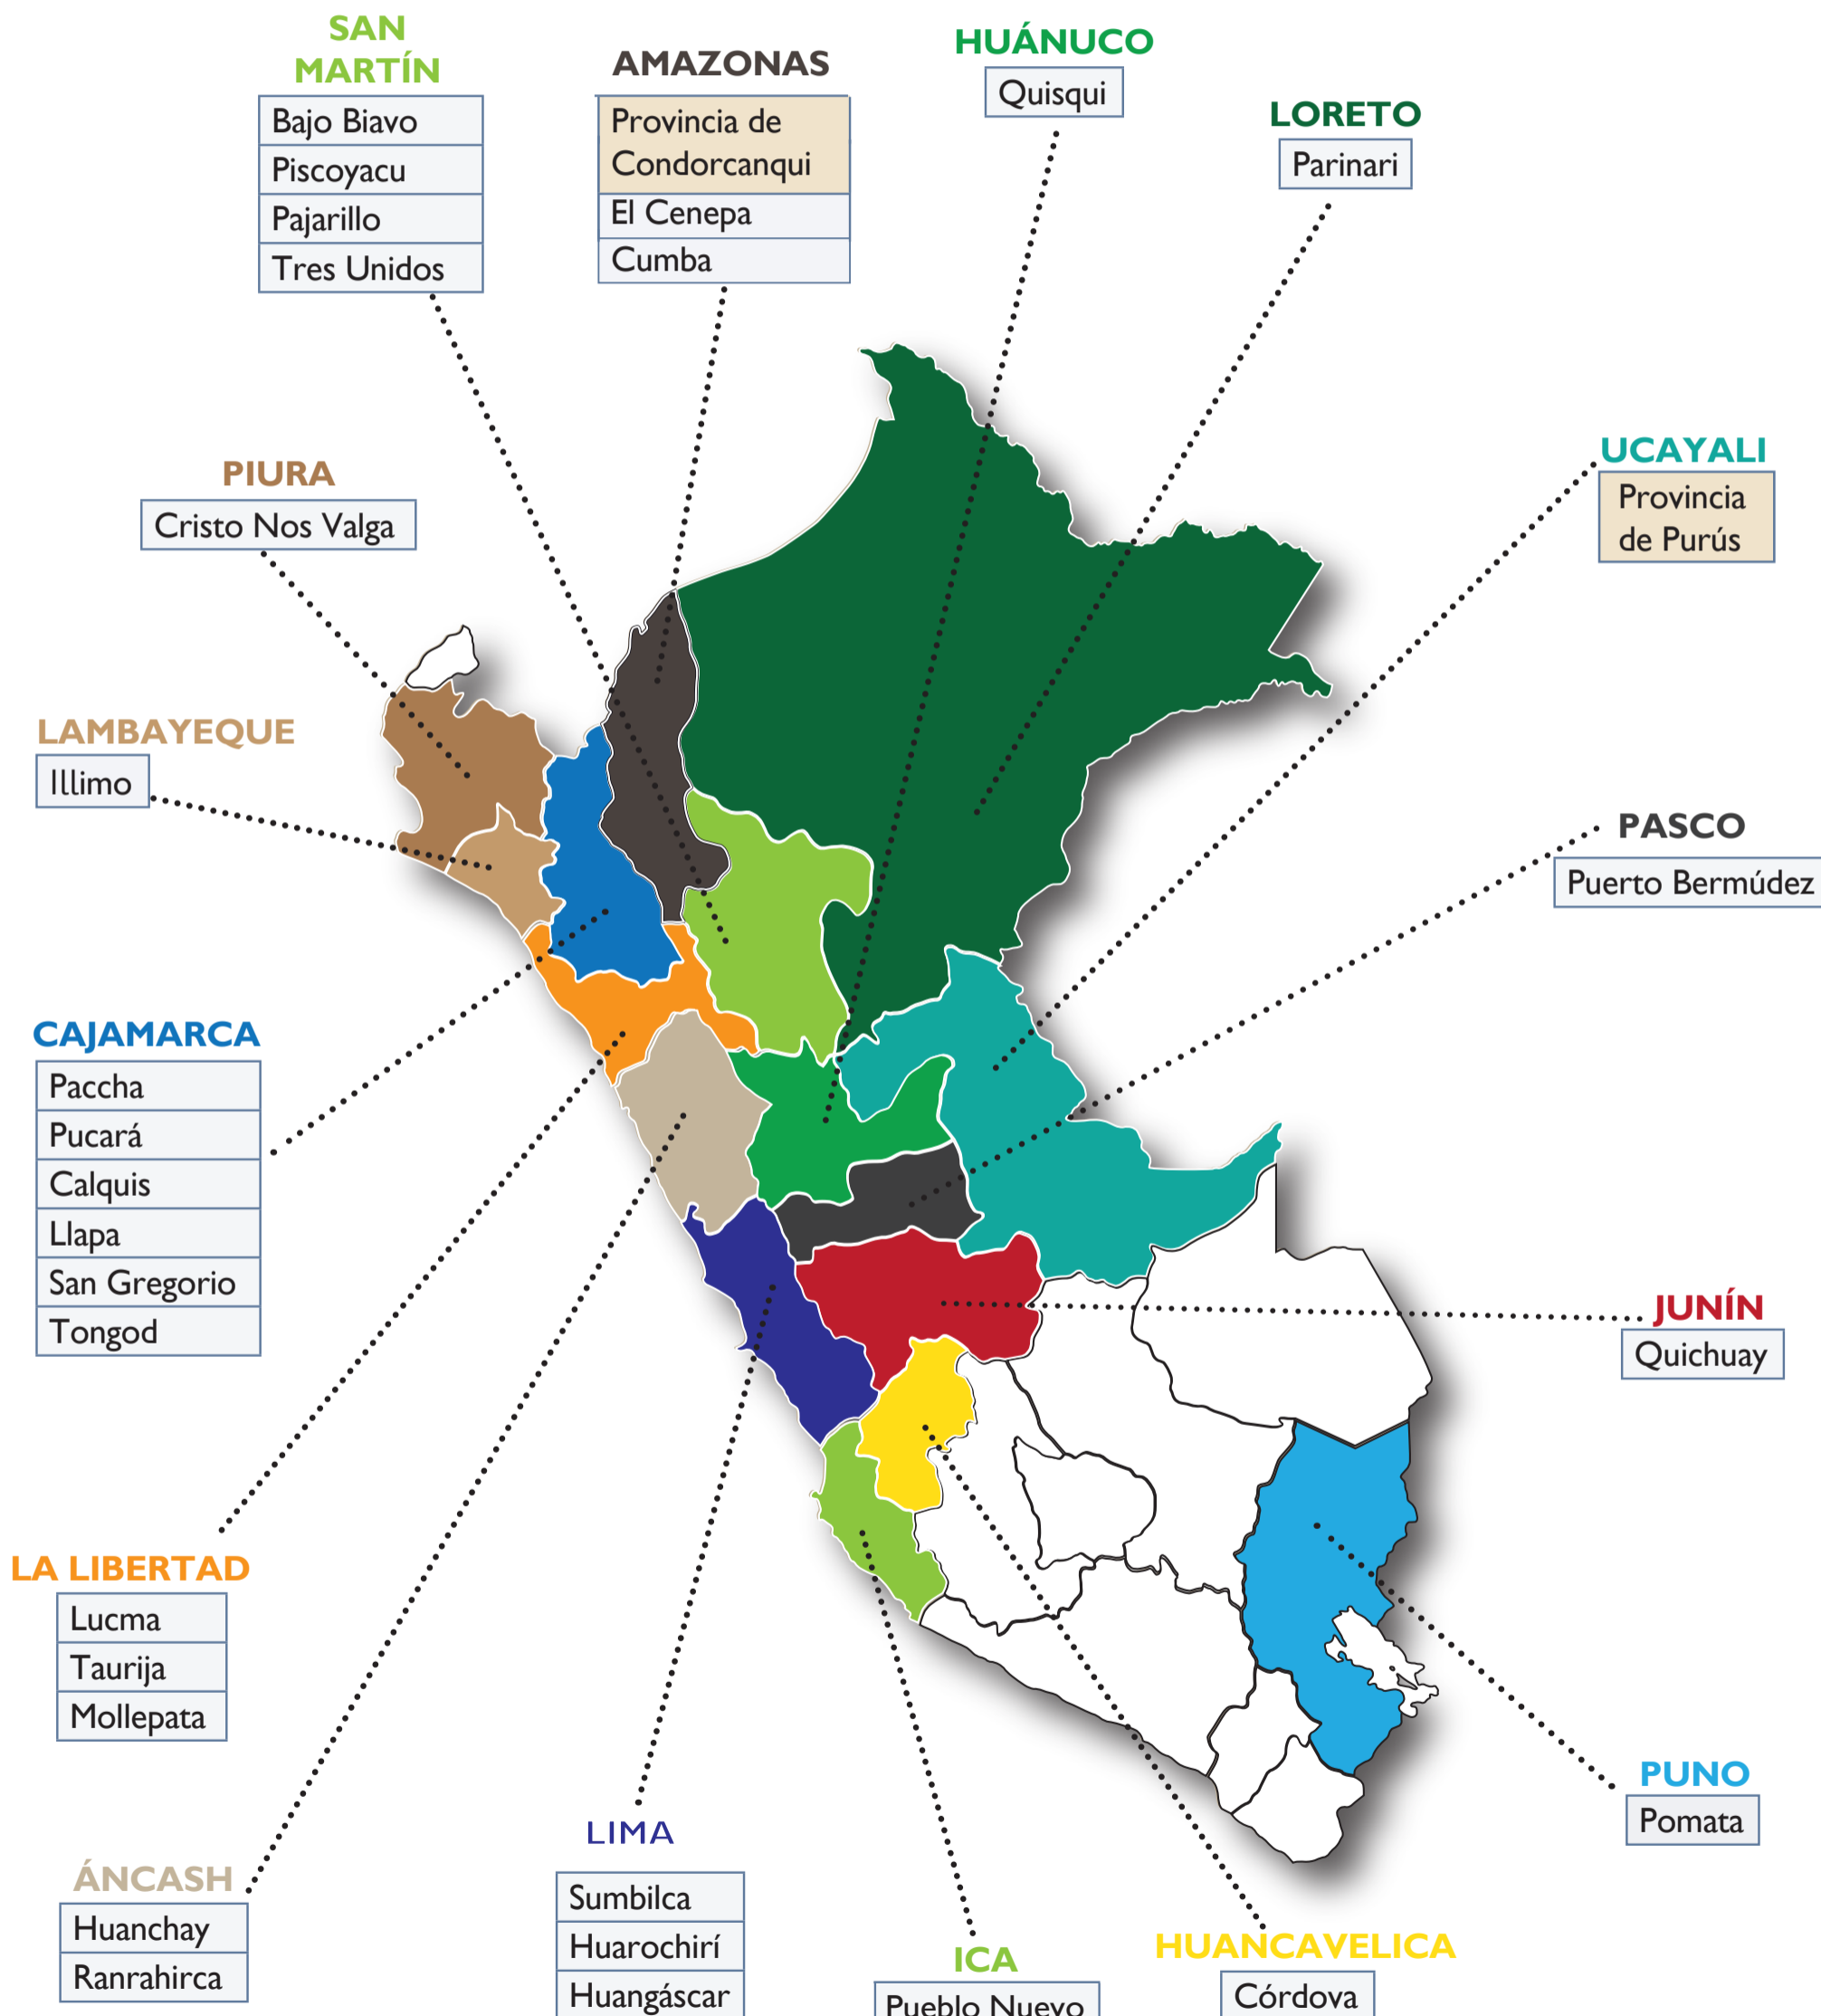 SAN
MARTÍN
Bajo Biavo
Piscoyacu
Pajarillo
Tres Unidos
AMAZONAS
Provincia de
Condorcanqui
El Cenepa
Cumba
HUÁNUCO
Quisqui
LORETO
Parinari
UCAYALI
Provincia
de Purús
PIURA
Cristo Nos Valga
LAMBAYEQUE
Illimo
PASCO
Puerto Bermúdez
CAJAMARCA
Paccha
Pucará
Calquis
Llapa
San Gregorio
Tongod
JUNÍN
Quichuay
LA LIBERTAD
Lucma
Taurija
Mollepata
PUNO
Pomata
ÁNCASH
Huanchay
Ranrahirca
LIMA
Sumbilca
Huarochirí
Huangáscar
ICA
Pueblo Nuevo
HUANCAVELICA
Córdova